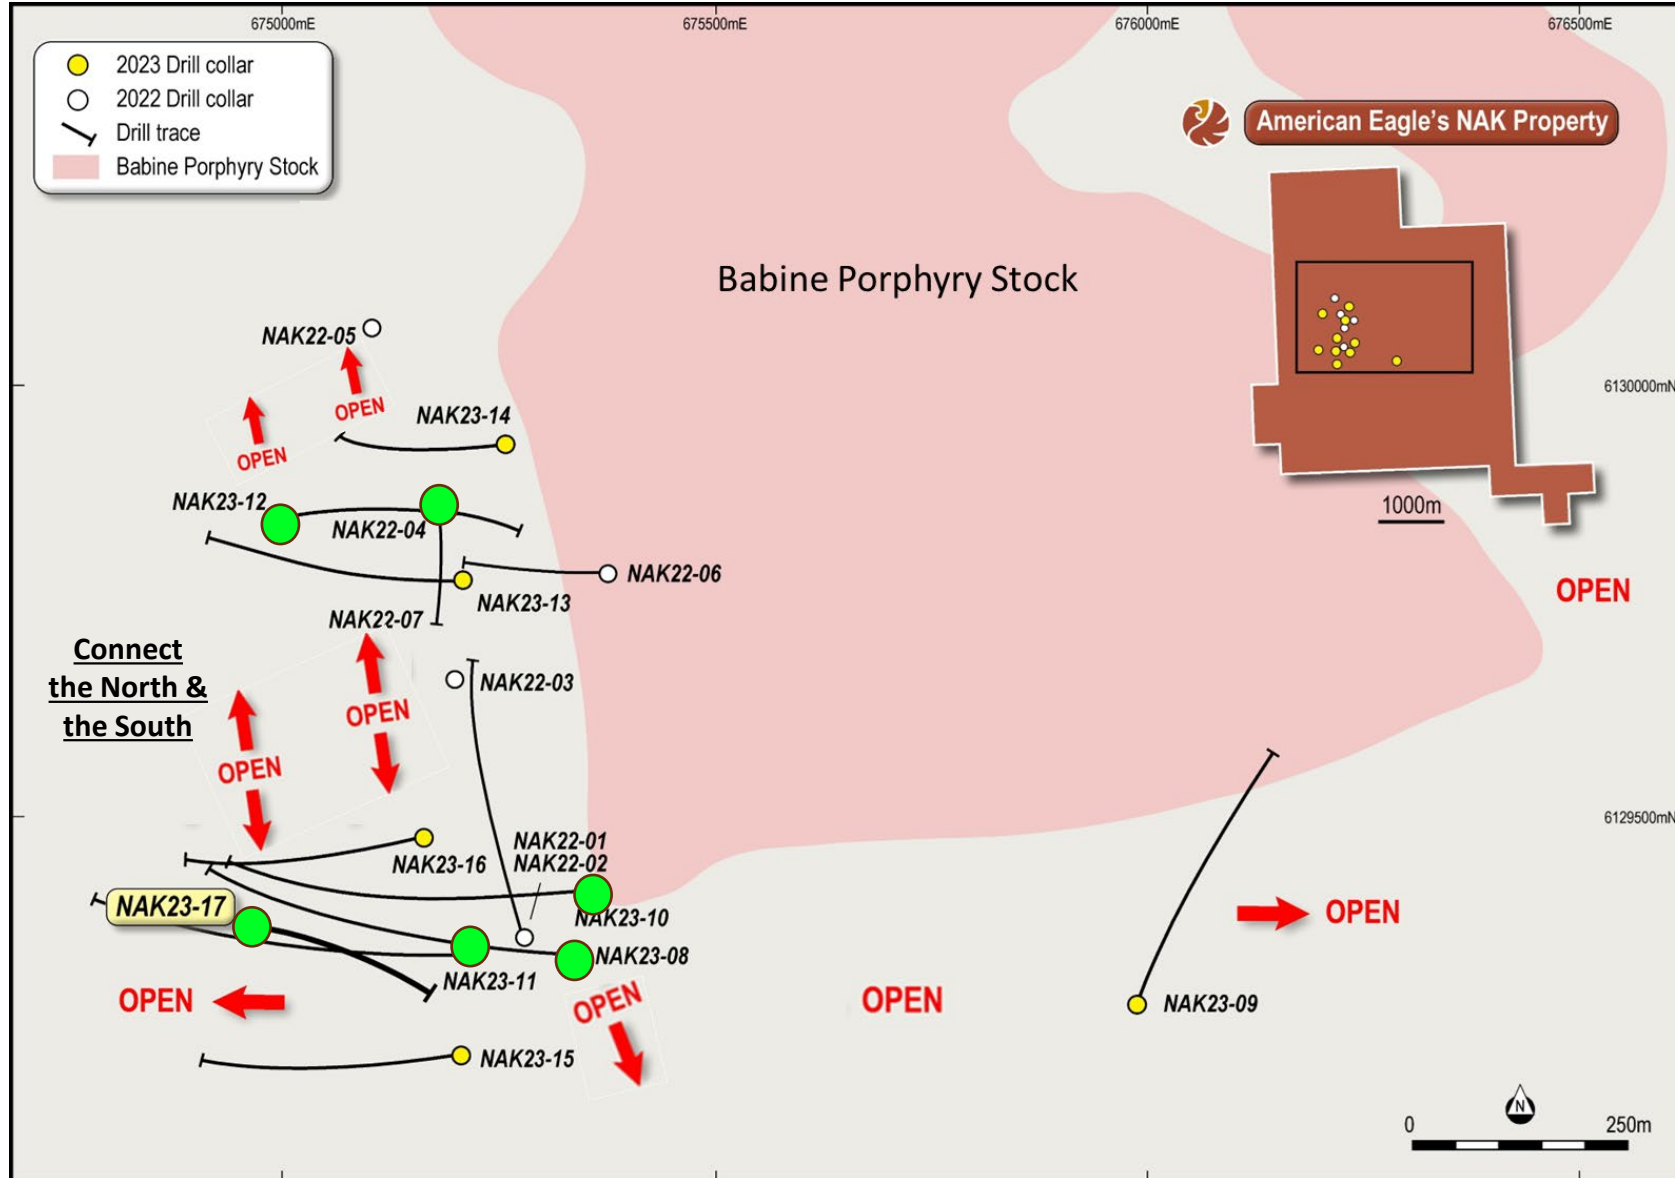 675000mE
675500mE
676000mE
676500mE
2023 Drill collar
2022 Drill collar
Drill trace
Babine Porphyry Stock
American Eagle's NAK Property
Babine Porphyry Stock
NAK22-05
6130000mN
OPEN
NAK23-14
OPEN
NAK23-12
1000m
NAK22-04
NAK22-06
OPEN
NAK23-13
NAK22-07
Connect
the North &
the South
NAK22-03
OPEN
OPEN
6129500mN
NAK22-01
NAK22-02
NAK23-16
NAK23-17
NAK23-10
OPEN
NAK23-08
NAK23-11
OPEN
OPEN
OPEN
NAK23-09
NAK23-15
N
0
250m